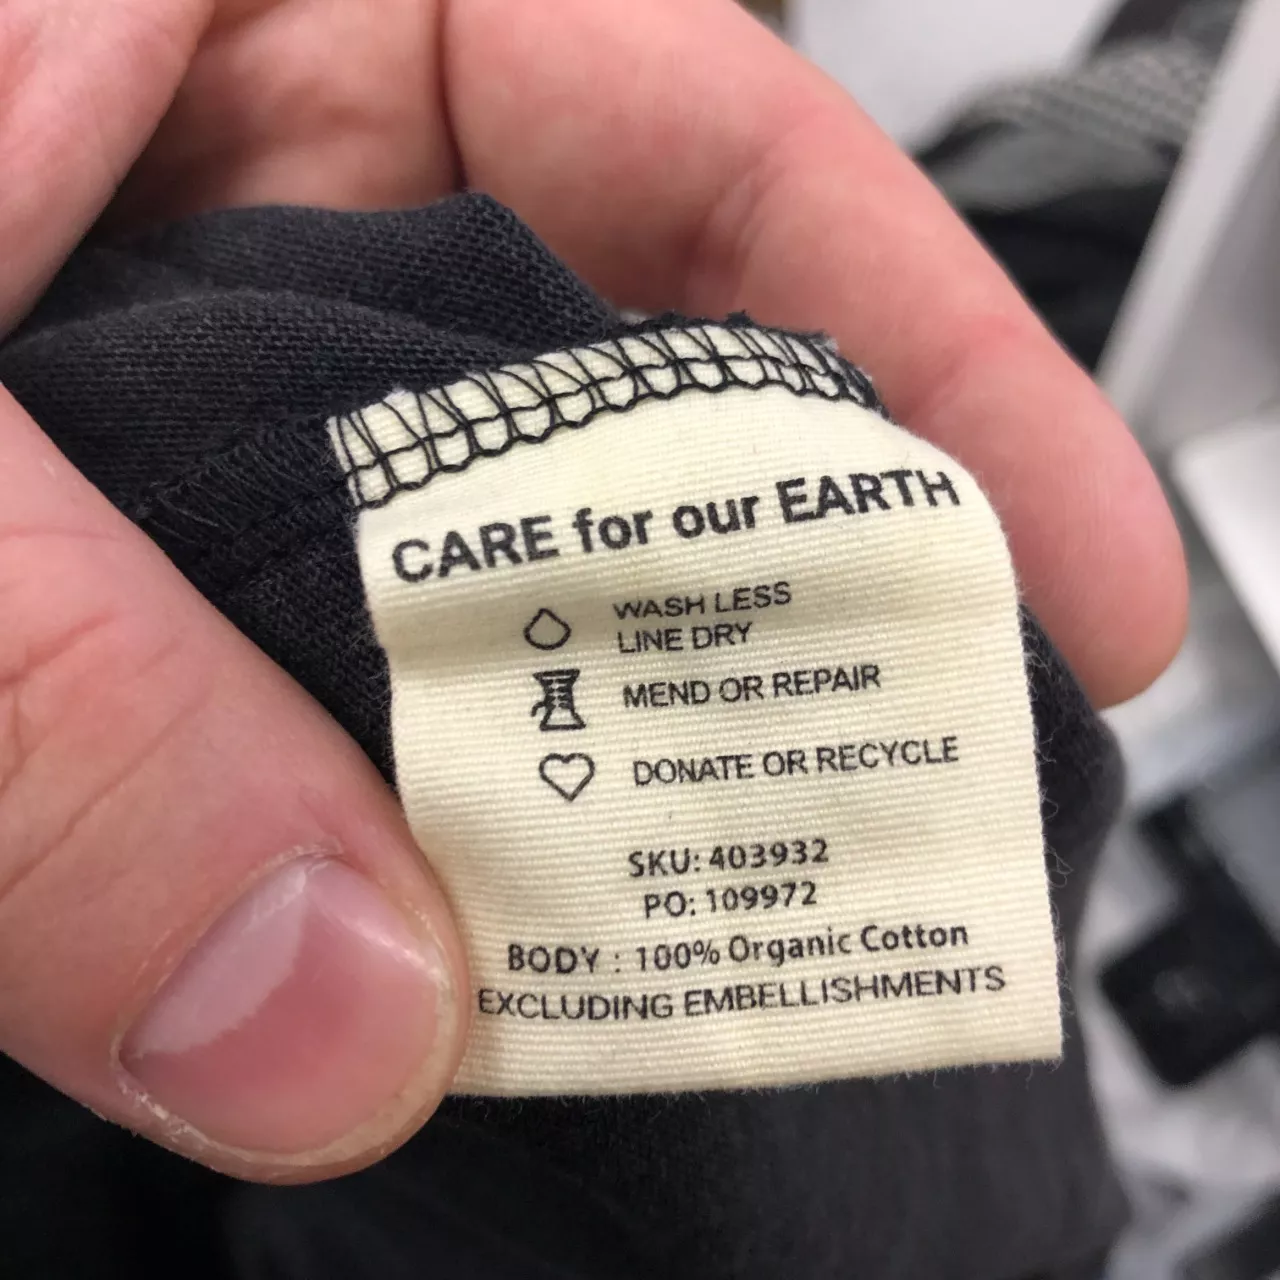 CARE for our EARTH
WASH LESS
LINE DRY
MEND OR REPAIR
DONATE OR RECYCLE
SKU: 403932
PO: 109972
BODY : 100% Organic Cotton
EXCLUDING EMBELLISHMENTS